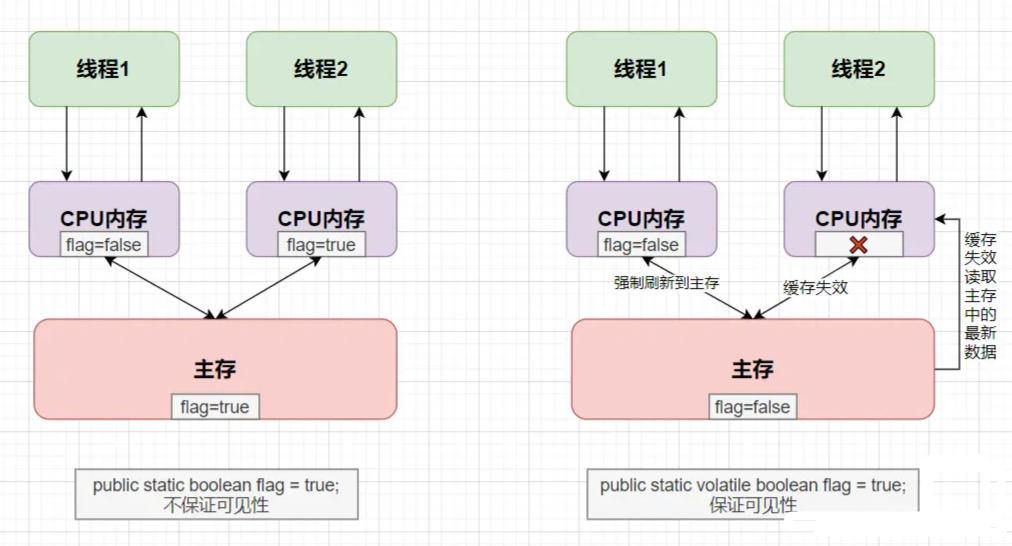 线程1
线程2
CPU内存
flag=false
CPU内存
flag=true
主存
flag=true
public static boolean flag = true;
不保证可见性
线程1
线程2
CPU内存
flag=false
CPU内存
强制刷新到主存
缓存失效
缓存
失效
读取
主存
中的
最新
数据
主存
flag=false
public static volatile boolean flag = true;
保证可见性